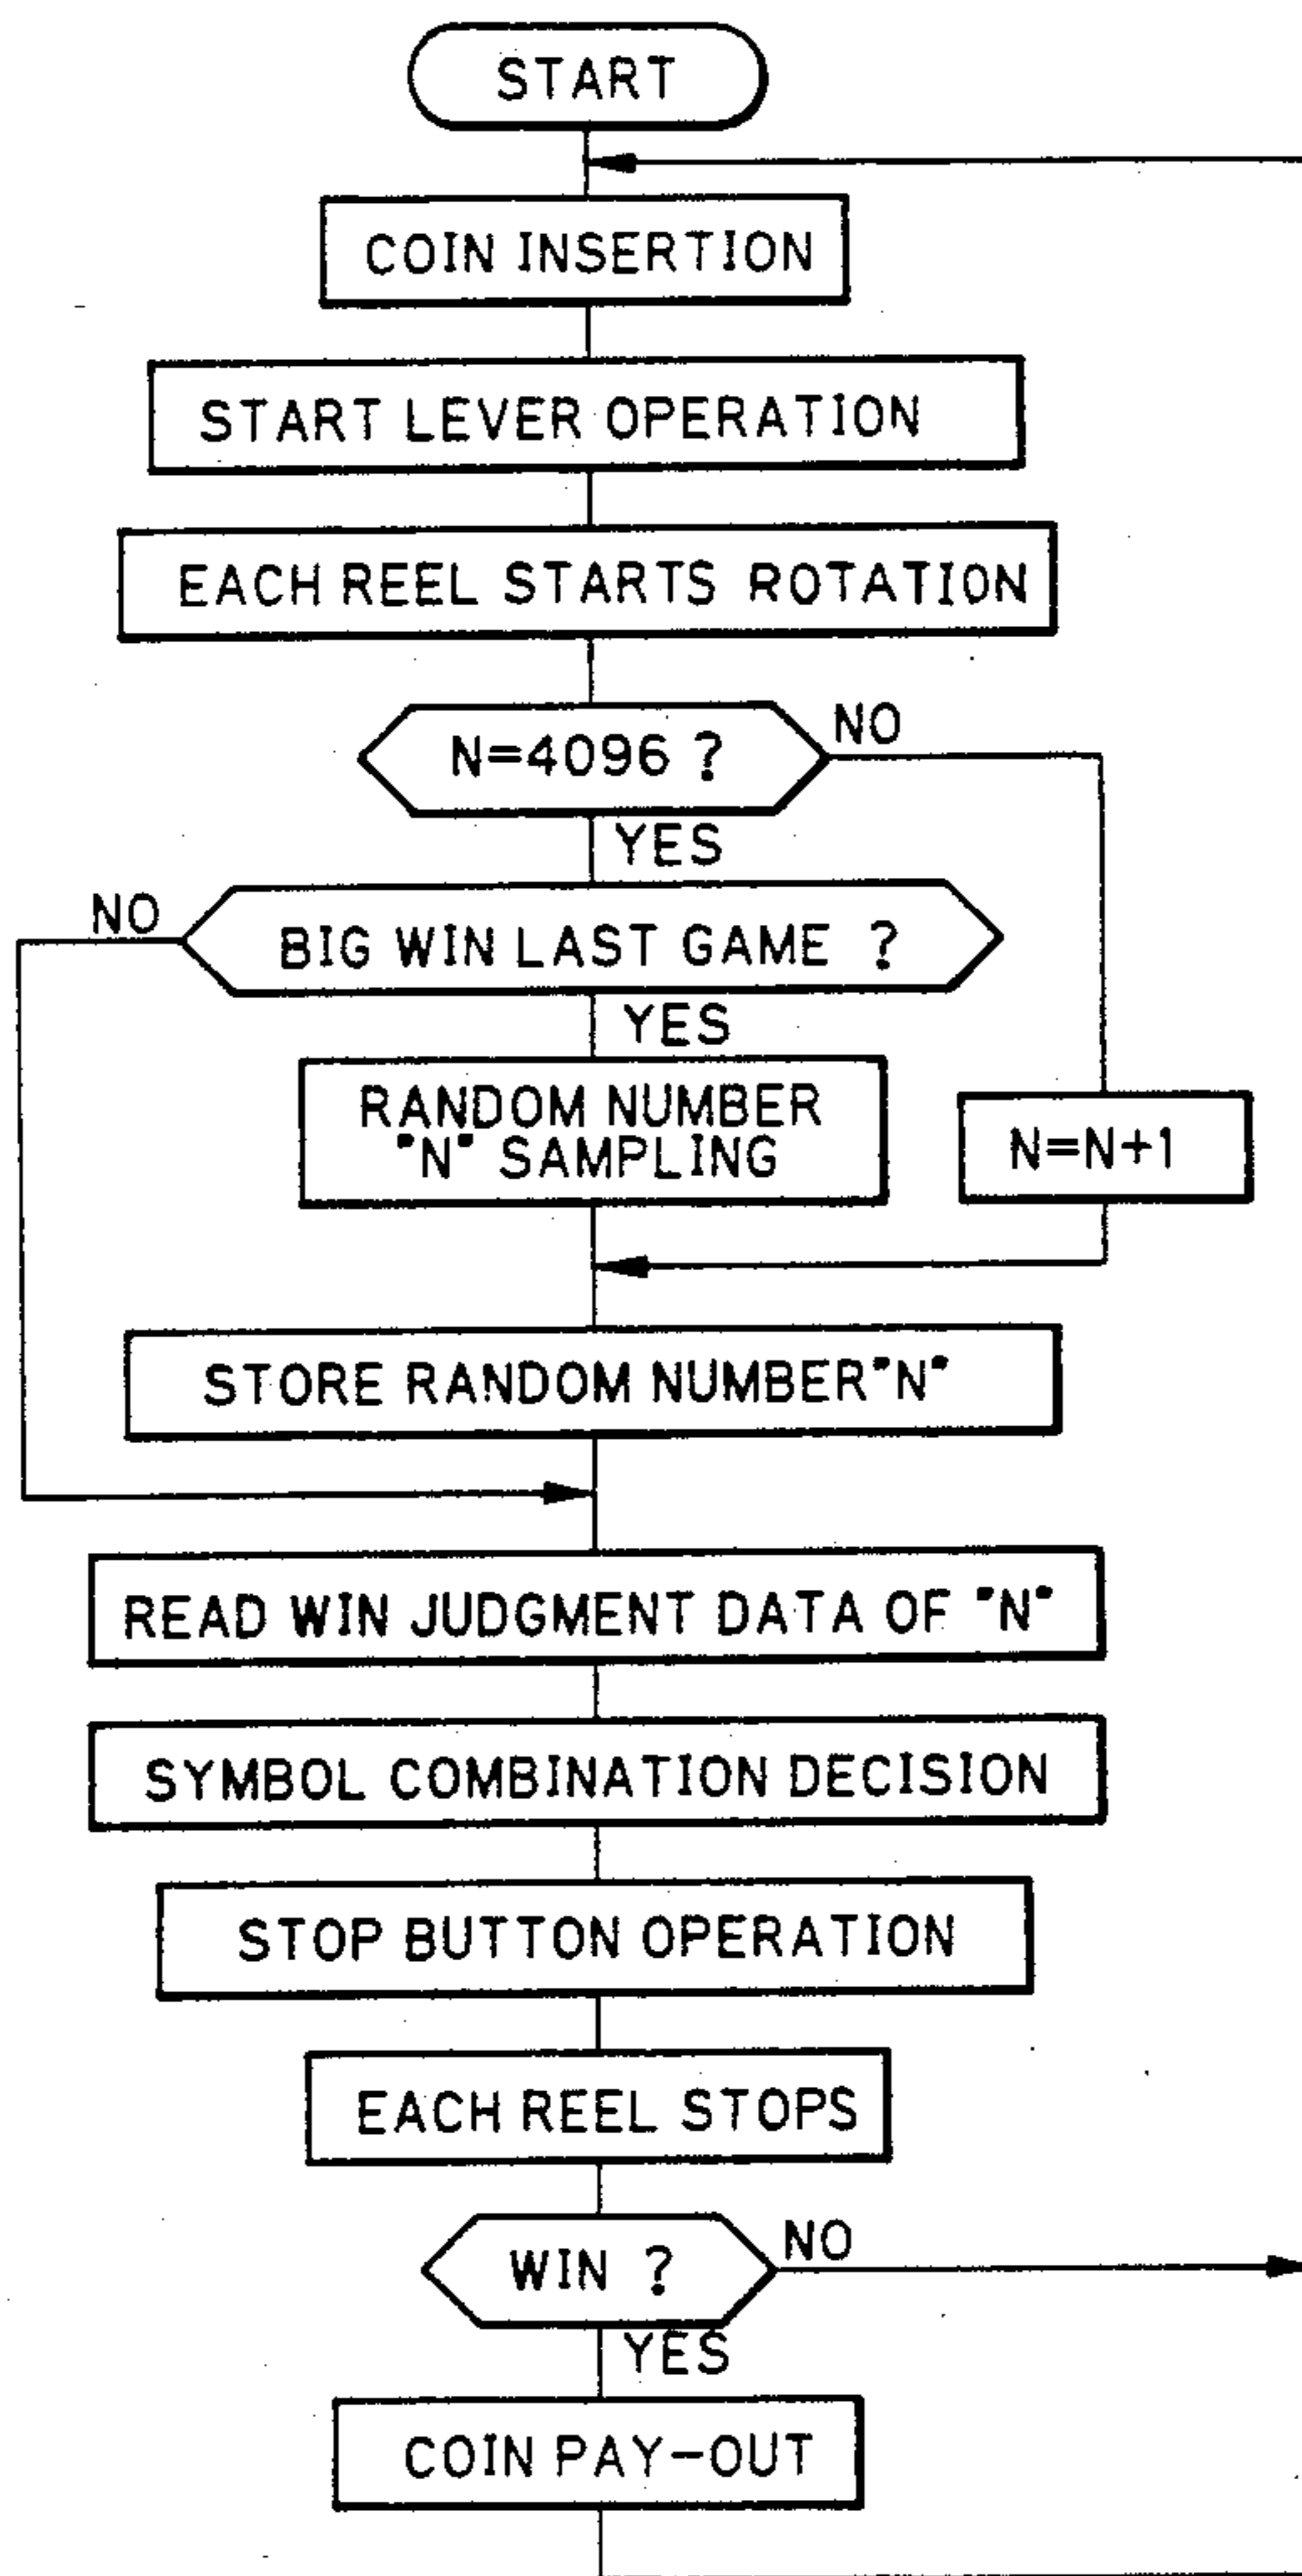 START
COIN INSERTION
START LEVER OPERATION
EACH REEL STARTS ROTATION
N=4096 ?
NO
YES
NO
BIG WIN LAST GAME ?
YES
RANDOM NUMBER
"N" SAMPLING
N=N+1
STORE RANDOM NUMBER"N"
READ WIN JUDGMENT DATA OF "N"
SYMBOL COMBINATION DECISION
STOP BUTTON OPERATION
EACH REEL STOPS
WIN ?
NO
YES
COIN PAY-OUT